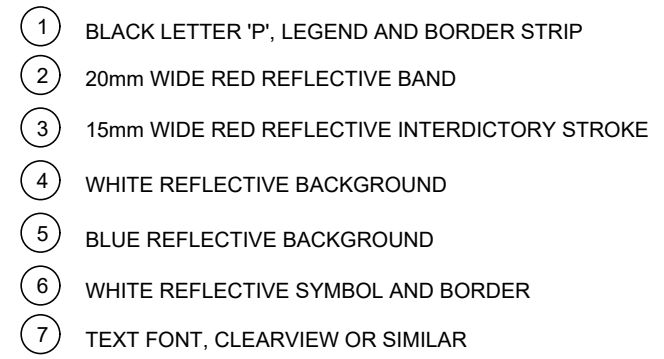 1 BLACK LETTER 'P', LEGEND AND BORDER STRIP
2 20mm WIDE RED REFLECTIVE BAND
3 15mm WIDE RED REFLECTIVE INTERDICTORY STROKE
4 WHITE REFLECTIVE BACKGROUND
5 BLUE REFLECTIVE BACKGROUND
6 WHITE REFLECTIVE SYMBOL AND BORDER
7 TEXT FONT, CLEARVIEW OR SIMILAR